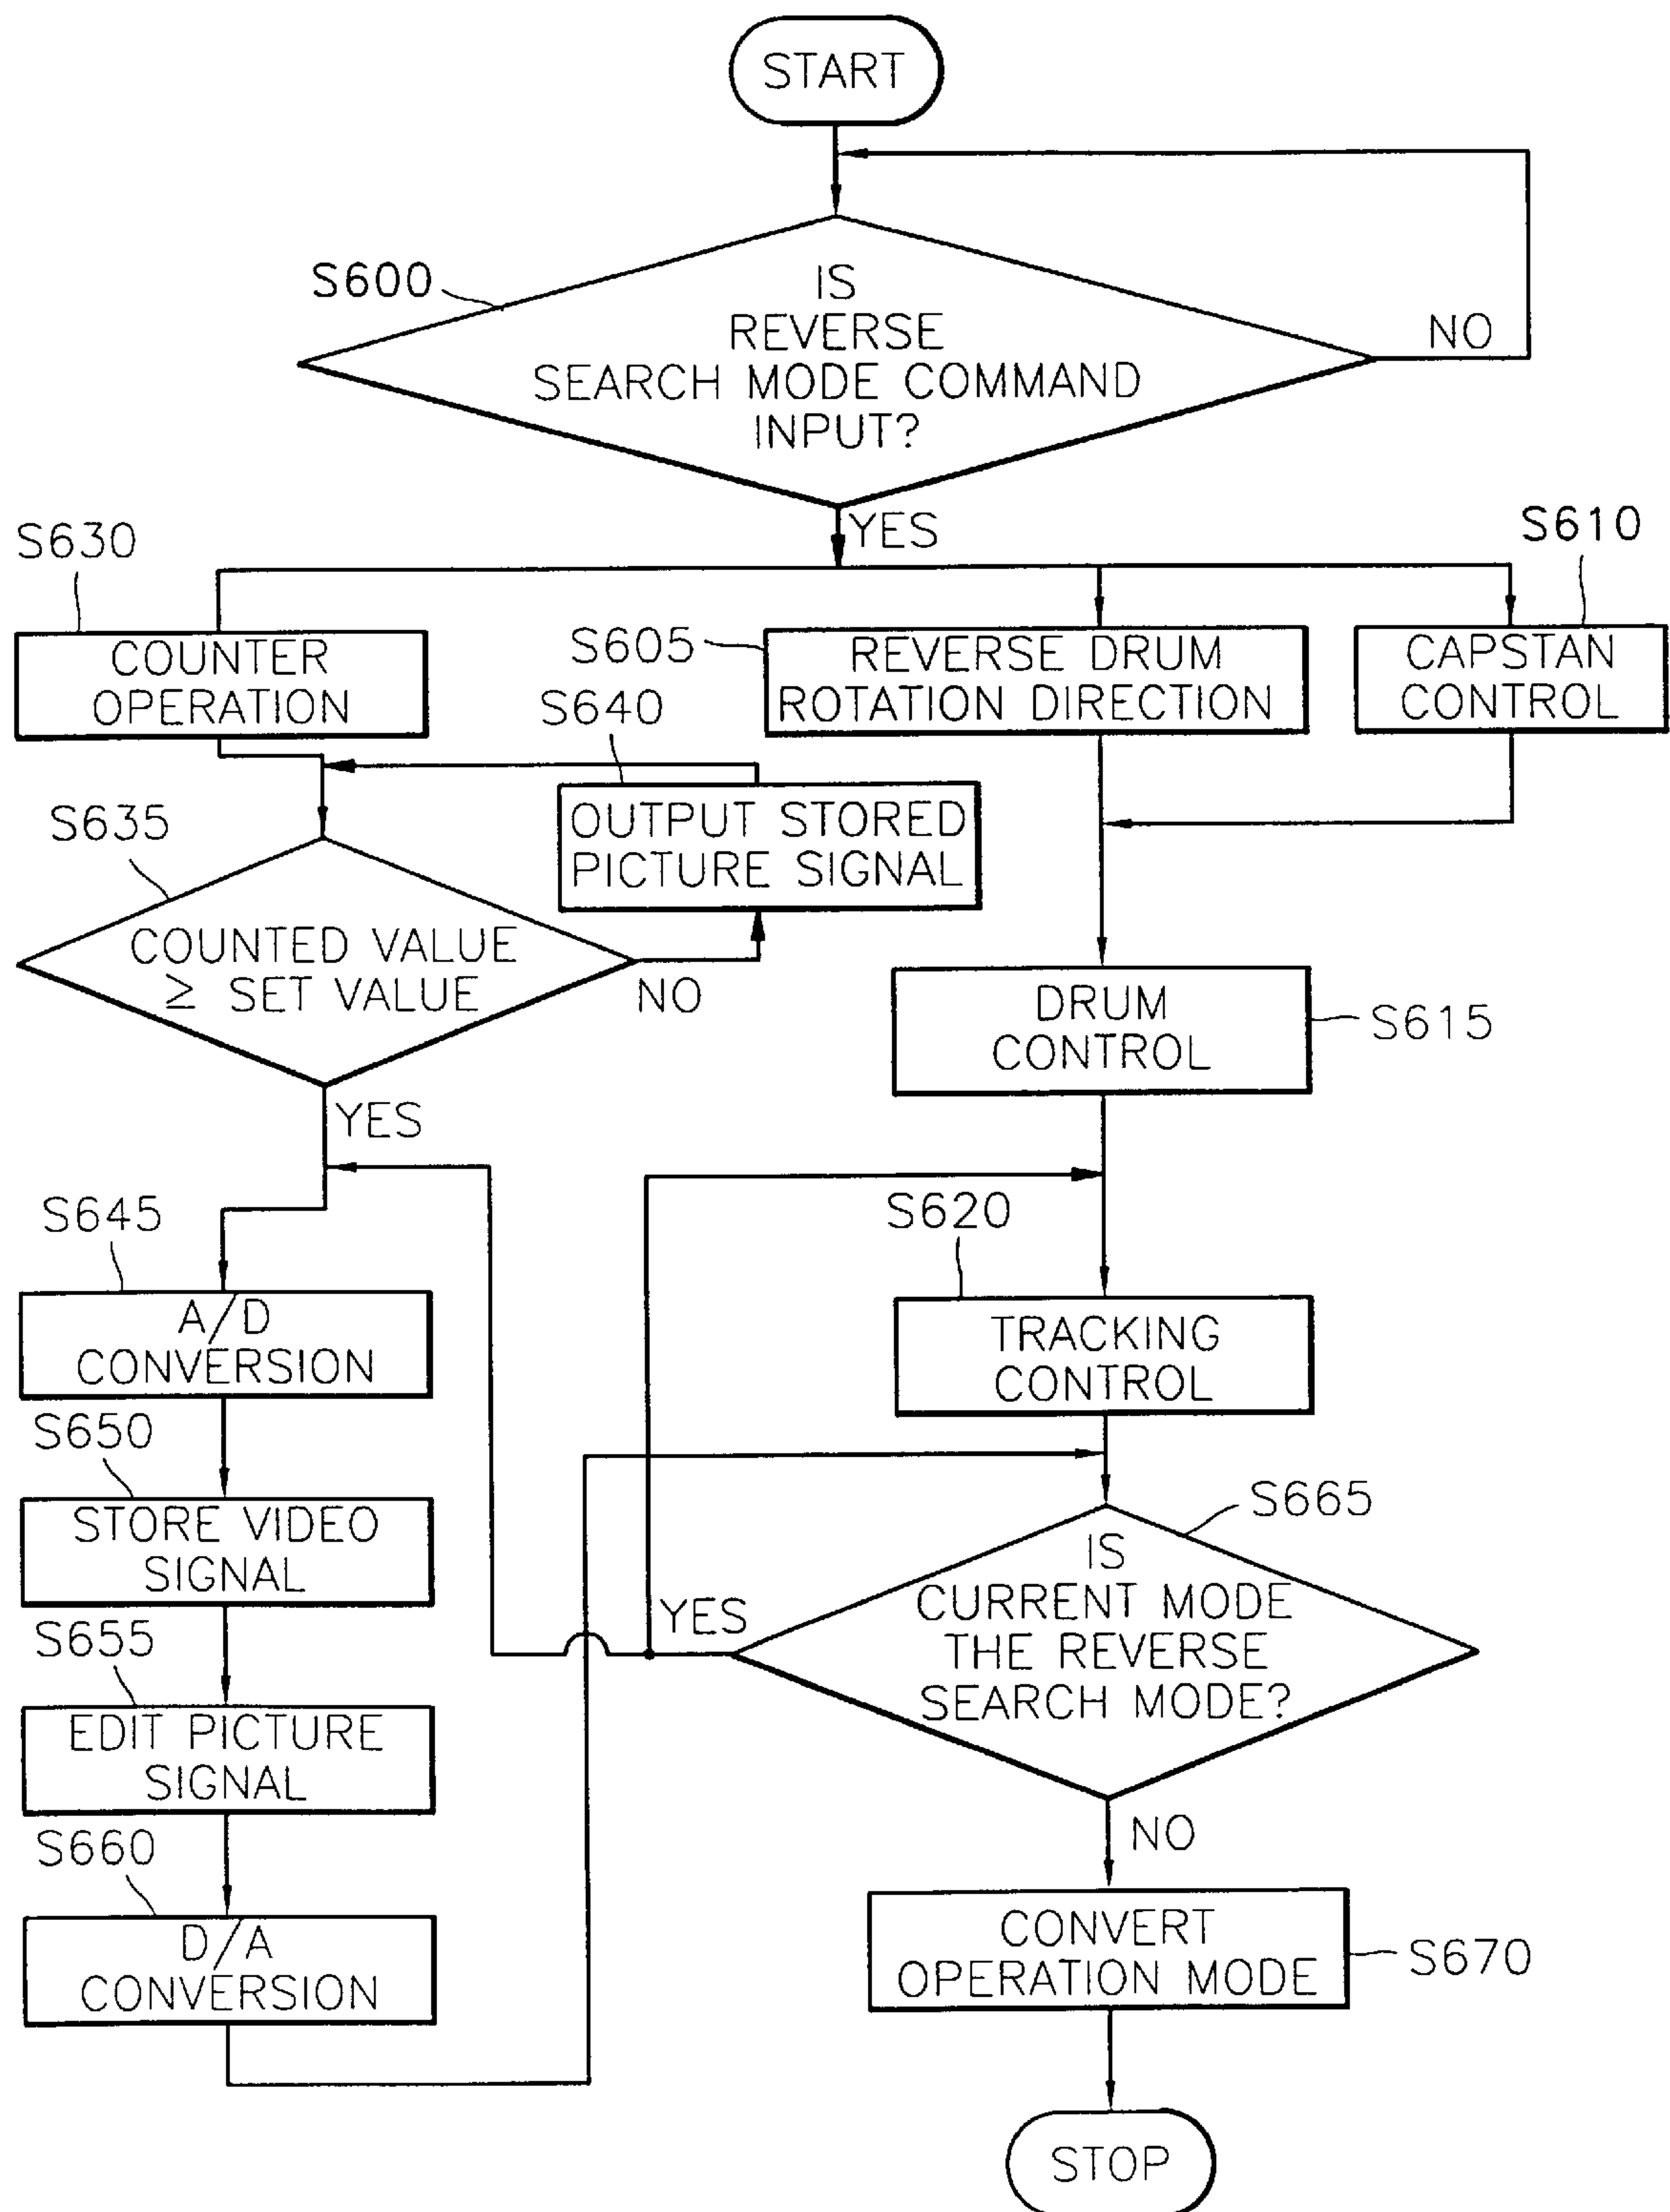 START
S600
IS
REVERSE
SEARCH MODE COMMAND
INPUT?
NO
YES
S630
S610
COUNTER
OPERATION
S605
REVERSE DRUM
ROTATION DIRECTION
CAPSTAN
CONTROL
S640
OUTPUT STORED
PICTURE SIGNAL
S635
COUNTED VALUE
≥ SET VALUE
NO
DRUM
CONTROL
S615
YES
S645
S620
A/D
CONVERSION
TRACKING
CONTROL
S650
STORE VIDEO
SIGNAL
S665
IS
CURRENT MODE
THE REVERSE
SEARCH MODE?
YES
S655
EDIT PICTURE
SIGNAL
NO
S660
D/A
CONVERSION
CONVERT
OPERATION MODE
S670
STOP